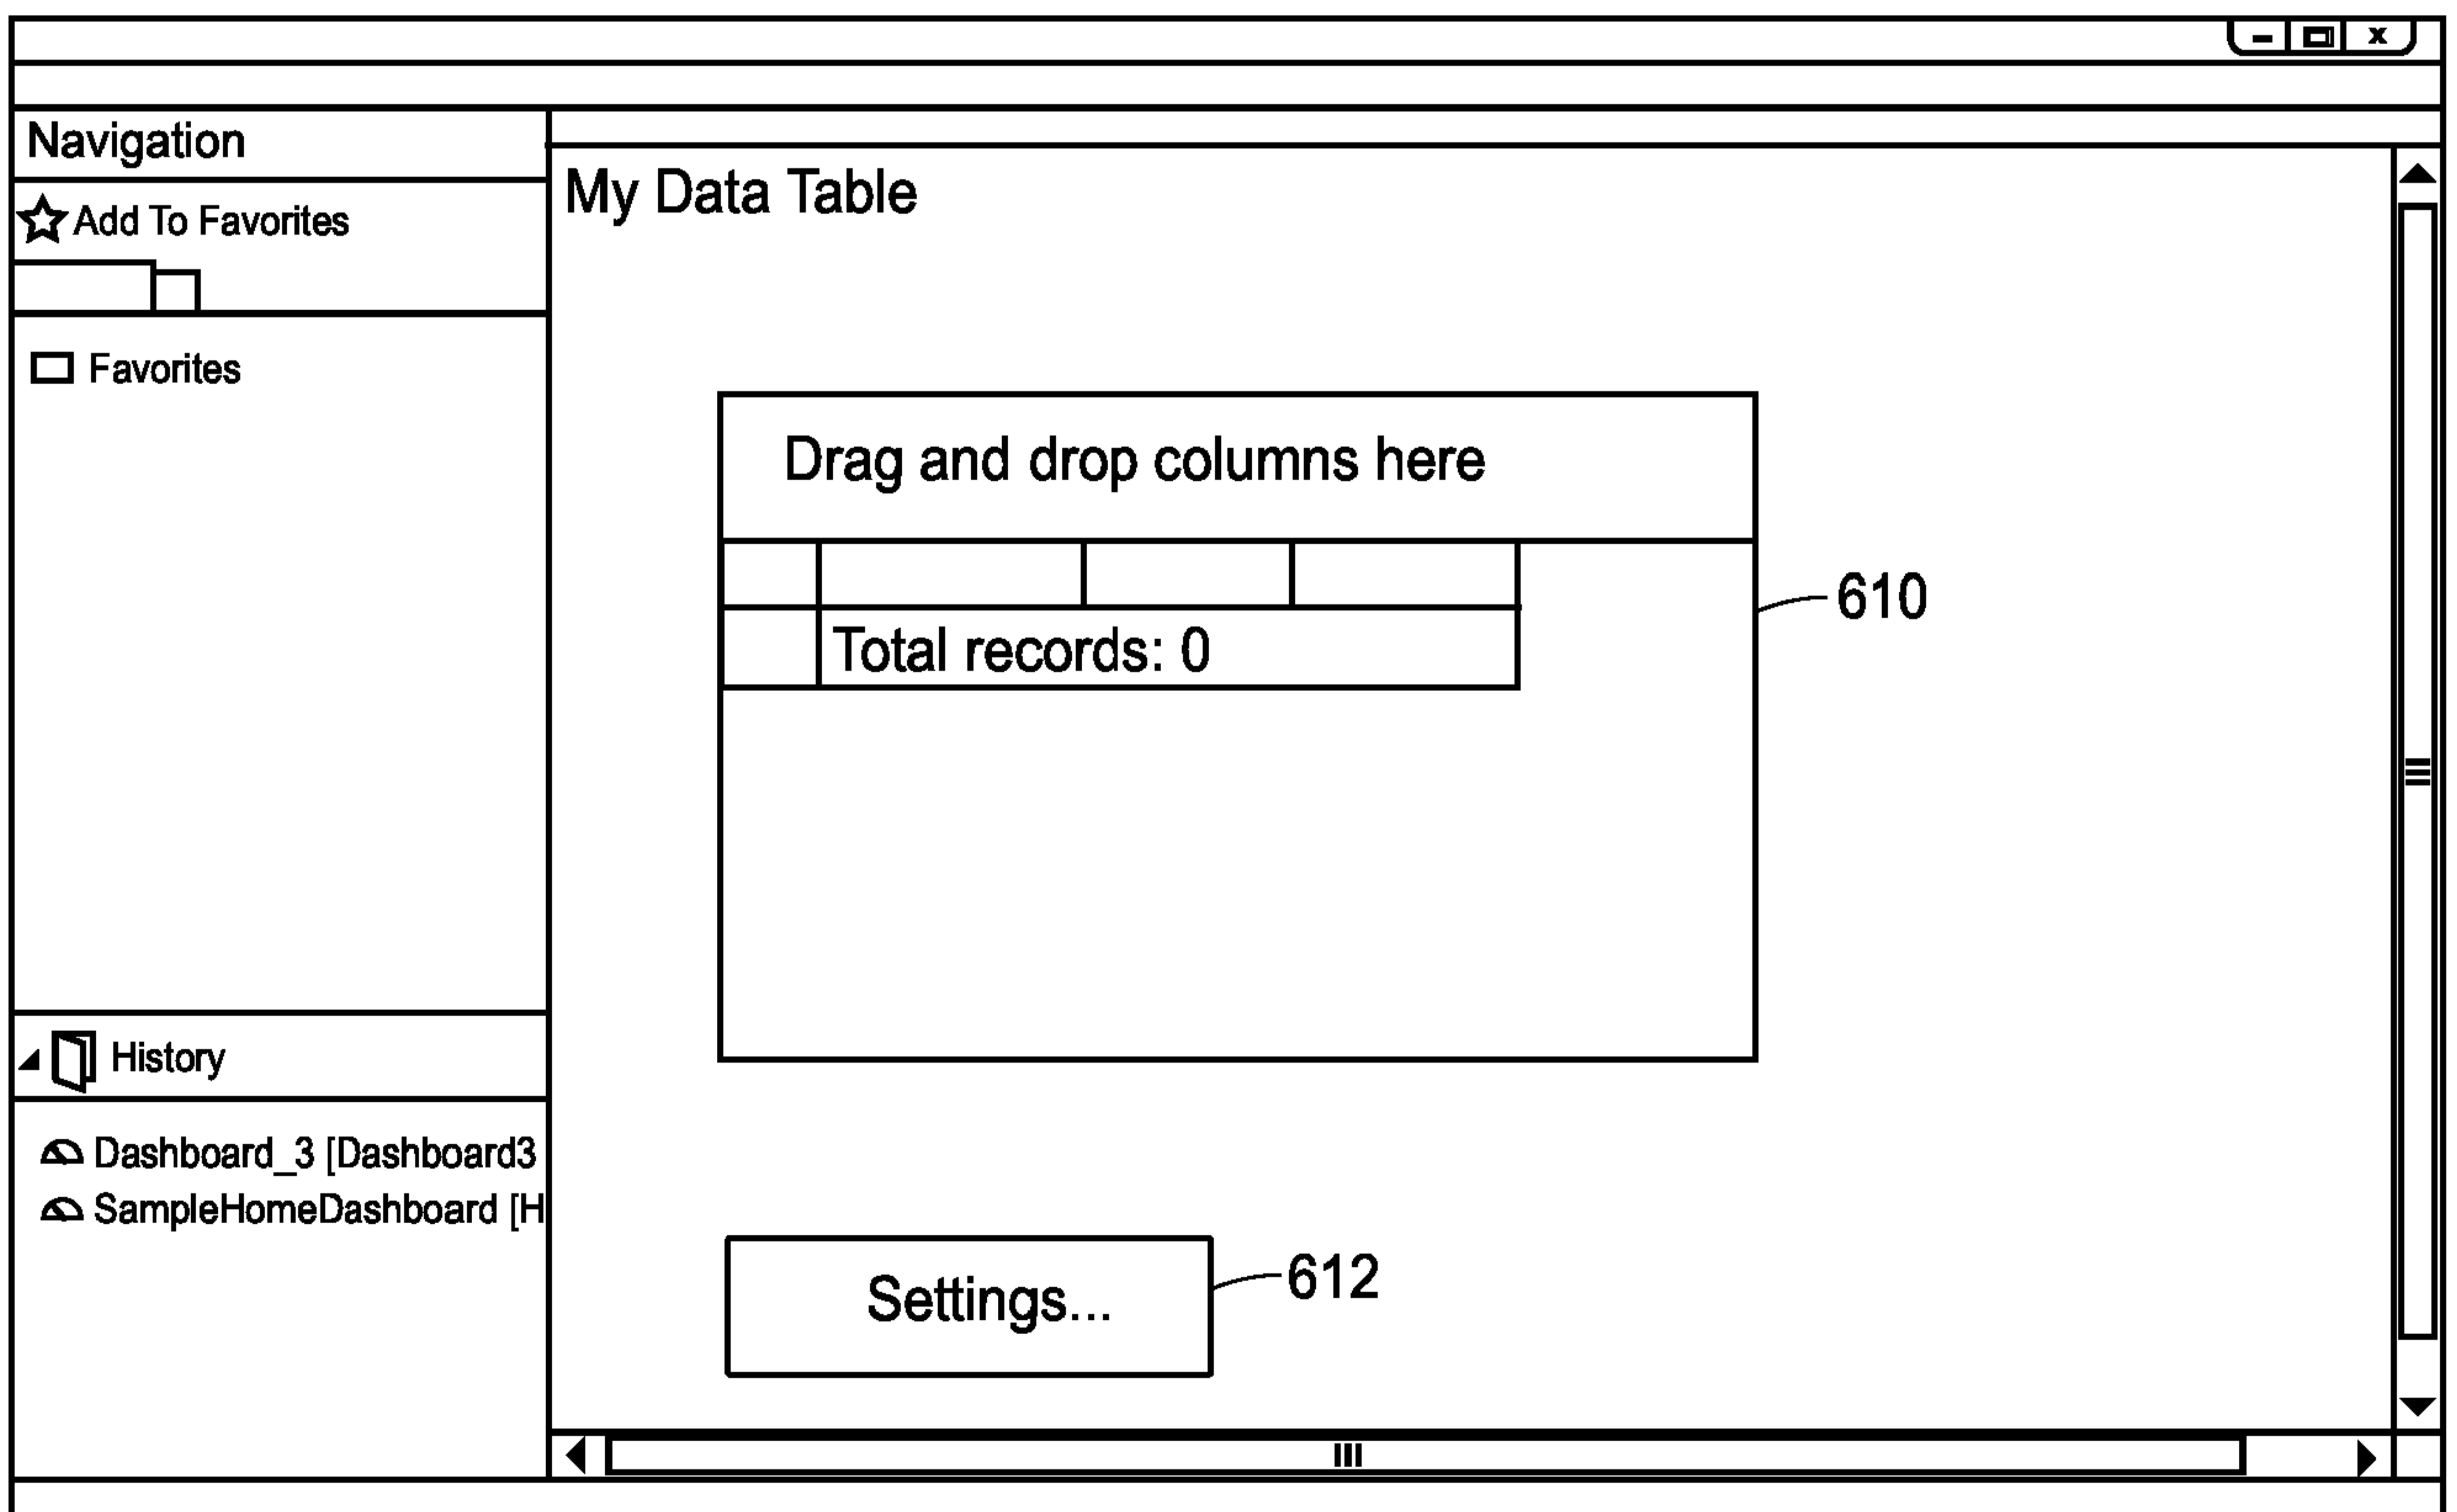 Navigation
Add To Favorites
Favorites
History
Dashboard_3 [Dashboard3
SampleHomeDashboard [H
My Data Table
Drag and drop columns here
Total records: 0
610
Settings...
612